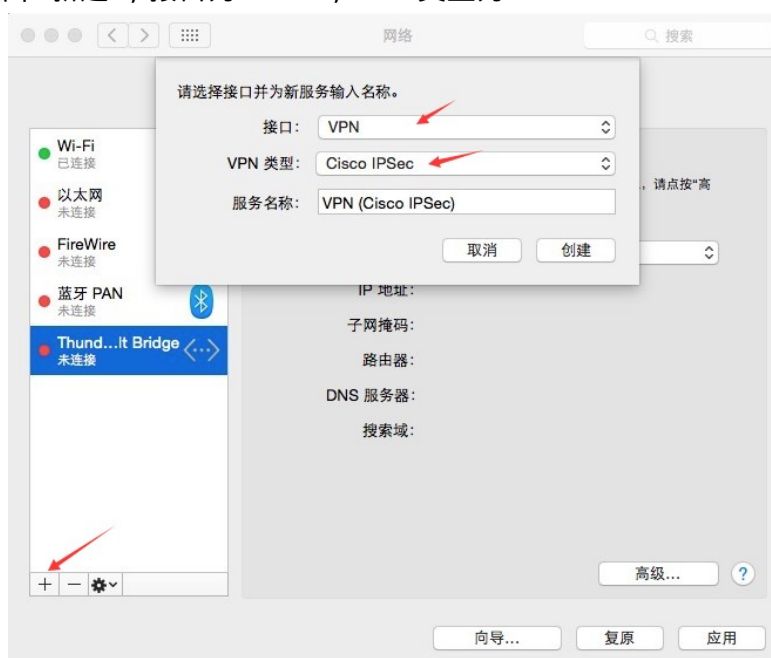 网络
搜索
请选择接口并为新服务输入名称。
接口: VPN
VPN 类型: Cisco IPSec
服务名称: VPN (Cisco IPSec)
取消 创建
Wi-Fi
已连接
以太网
未连接
FireWire
未连接
蓝牙 PAN
未连接
Thund...lt Bridge
未连接
，请点按“高
IP 地址:
子网掩码:
路由器:
DNS 服务器:
搜索域:
高级... ?
向导... 复原 应用